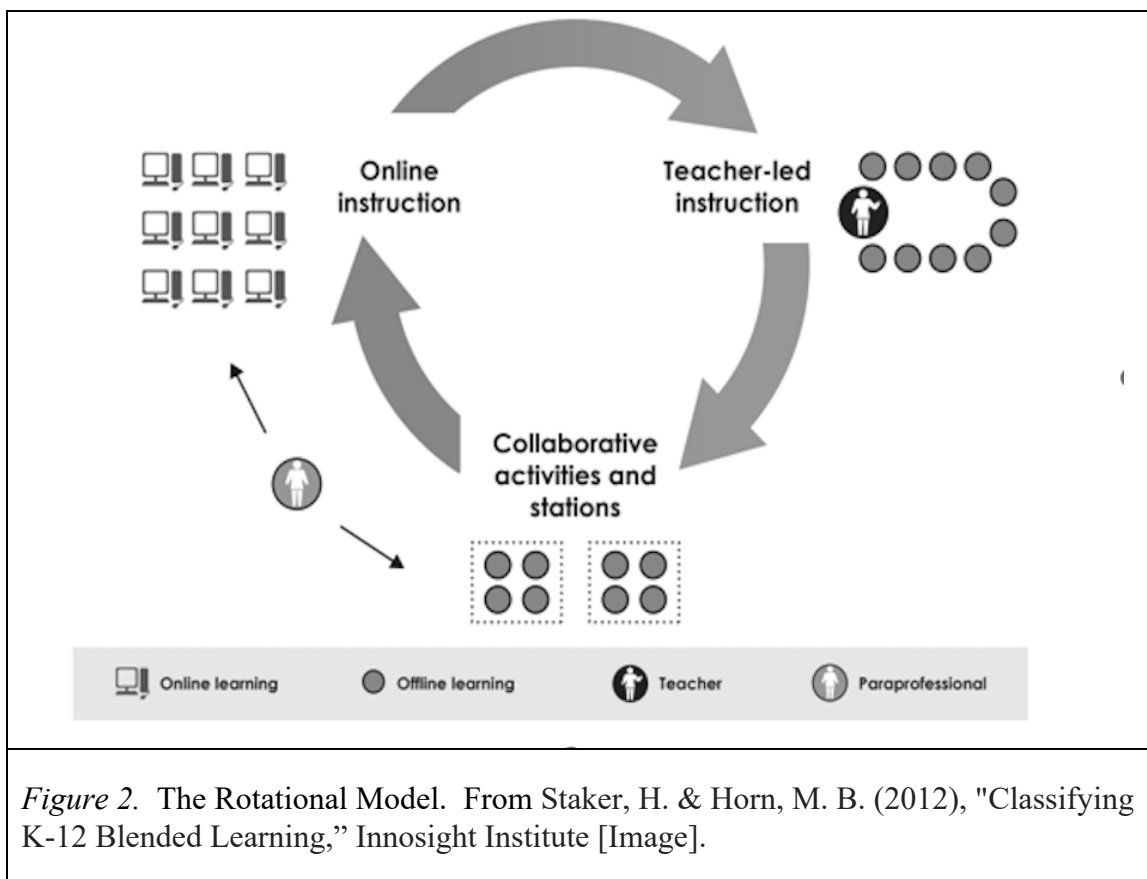 Online
instruction
Teacher-led
instruction
Collaborative
activities and
stations
Online learning
Offline learning
Teacher
Paraprofessional
Figure 2.  The Rotational Model.  From Staker, H. & Horn, M. B. (2012), "Classifying
K-12 Blended Learning,” Innosight Institute [Image].